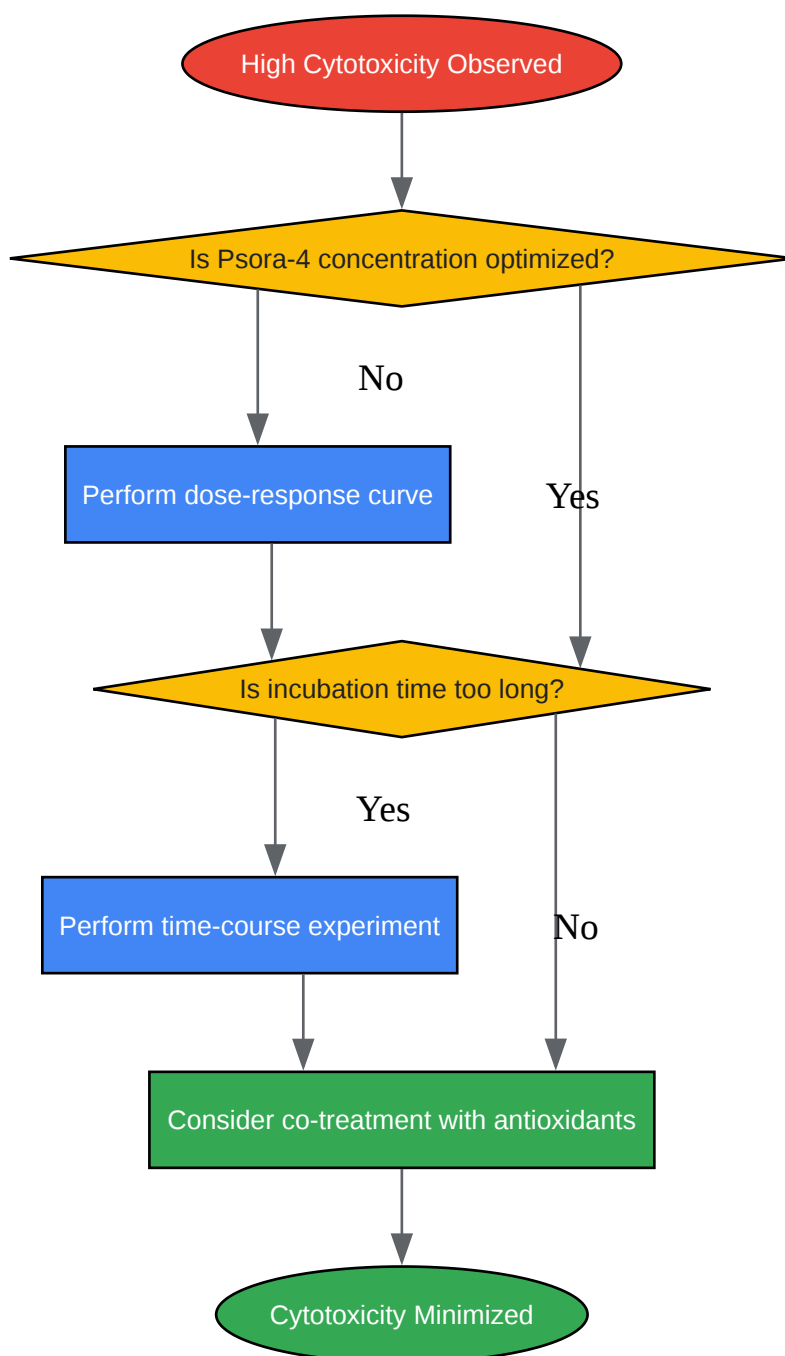 High Cytotoxicity Observed
Is Psora-4 concentration optimized?
No
Perform dose-response curve
Yes
Is incubation time too long?
Yes
Perform time-course experiment
No
Consider co-treatment with antioxidants
Cytotoxicity Minimized